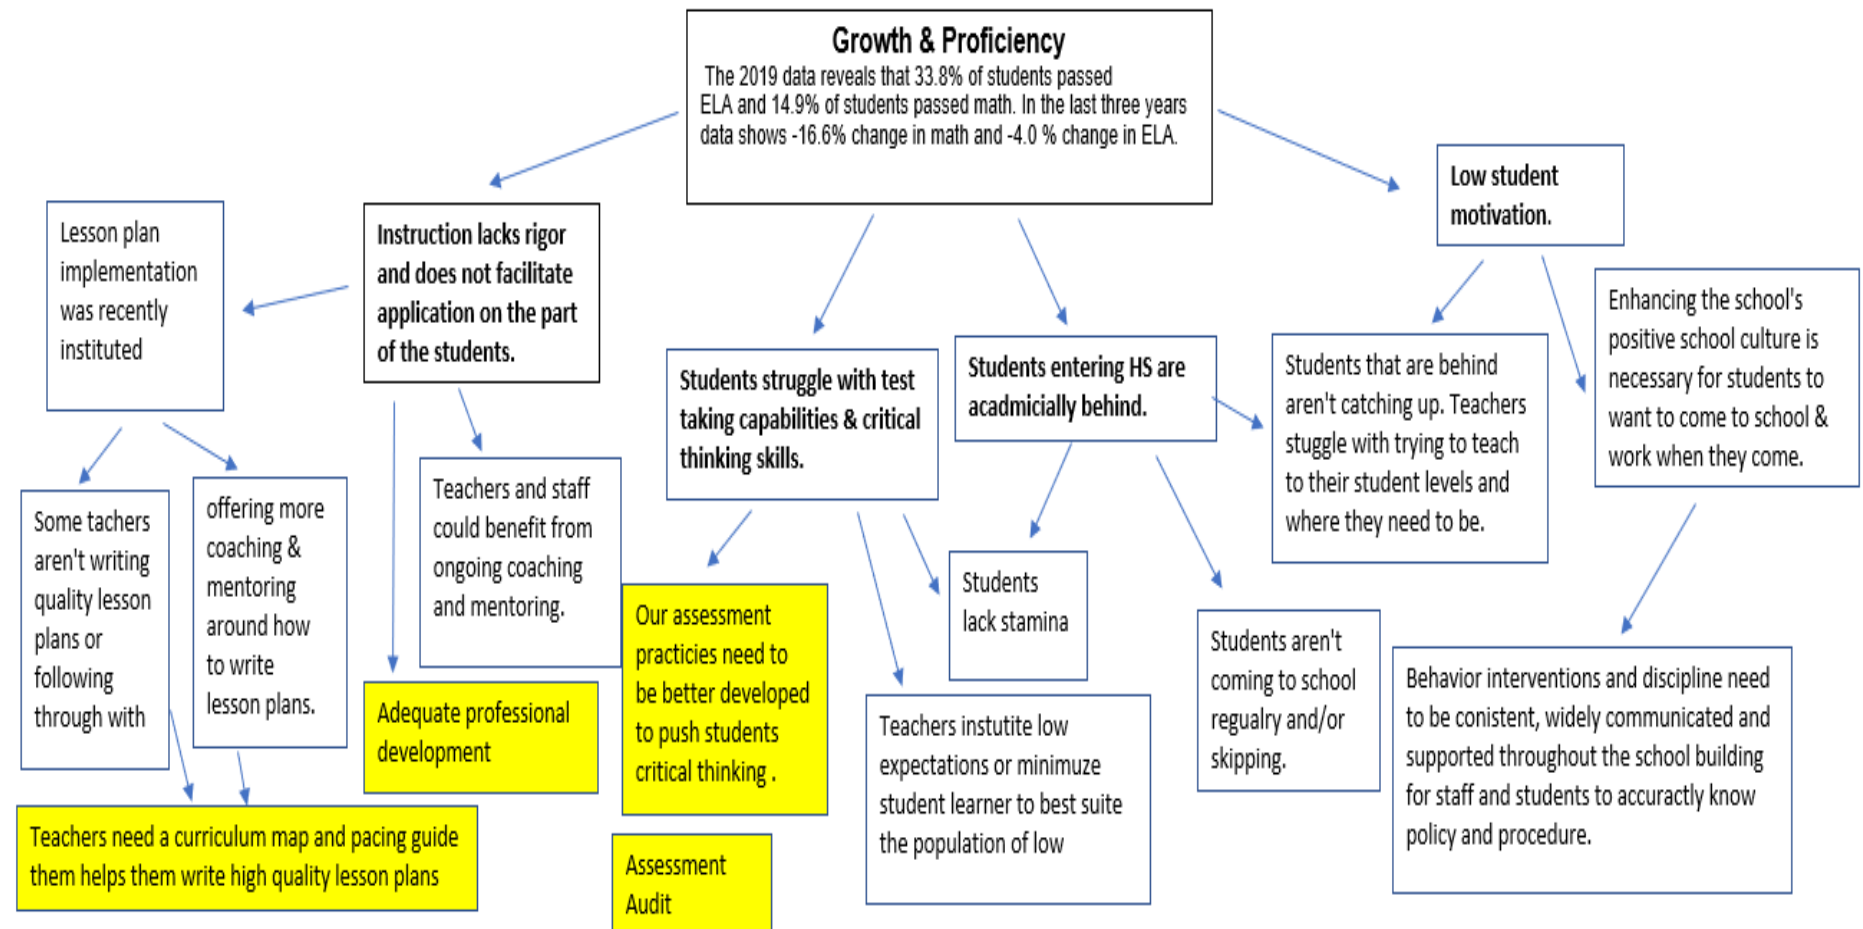 Growth & Proficiency
The 2019 data reveals that 33.8% of students passed
ELA and 14.9% of students passed math. In the last three years
data shows -16.6% change in math and -4.0 % change in ELA.
Low student
motivation.
Lesson plan
implementation
was recently
instituted
Instruction lacks rigor
and does not facilitate
application on the part
of the students.
Students struggle with test
taking capabilities & critical
thinking skills.
Students entering HS are
acadmicially behind.
Students that are behind
aren't catching up. Teachers
stuggle with trying to teach
to their student levels and
where they need to be.
Enhancing the school's
positive school culture is
necessary for students to
want to come to school &
work when they come.
Some tachers
aren't writing
quality lesson
plans or
following
through with
offering more
coaching &
mentoring
around how
to write
lesson plans.
Teachers and staff
could benefit from
ongoing coaching
and mentoring.
Adequate professional
development
Our assessment
practicies need to
be better developed
to push students
critical thinking .
Students
lack stamina
Students aren't
coming to school
regualry and/or
skipping.
Teachers instutite low
expectations or minimuze
student learner to best suite
the population of low
Behavior interventions and discipline need
to be conistent, widely communicated and
supported throughout the school building
for staff and students to accuractly know
policy and procedure.
Teachers need a curriculum map and pacing guide
them helps them write high quality lesson plans
Assessment
Audit